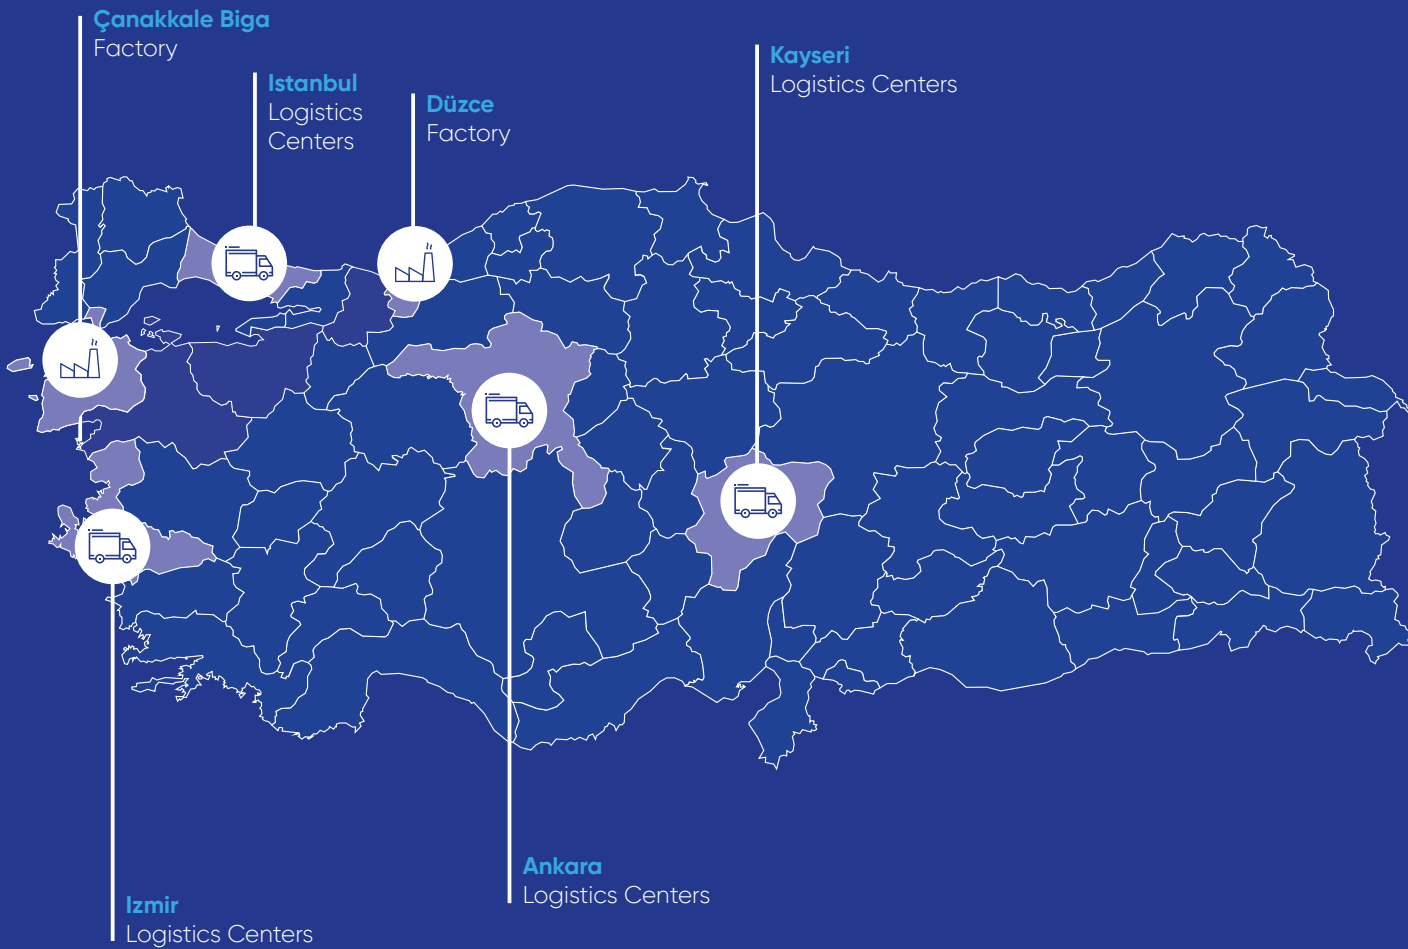 Çanakkale Biga
Factory
Istanbul
Logistics
Centers
Düzce
Factory
Kayseri
Logistics Centers
Ankara
Logistics Centers
Izmir
Logistics Centers